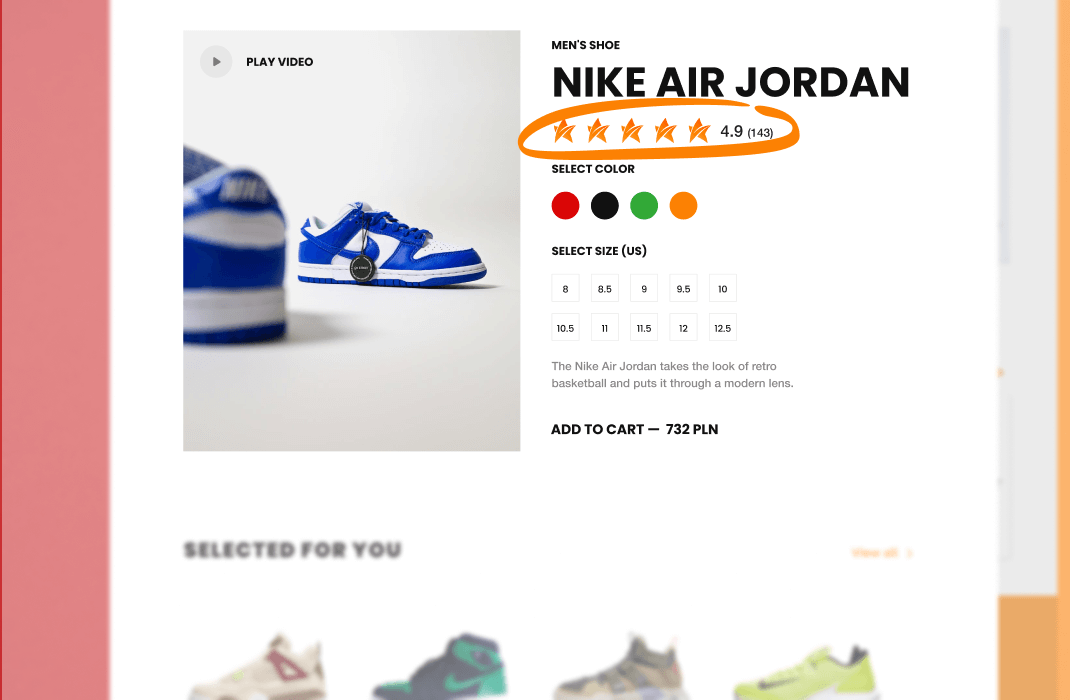 PLAY VIDEO
MEN'S SHOE
NIKE AIR JORDAN
4.9 (143)
SELECT COLOR
SELECT SIZE (US)
8 8.5 9 9.5 10
10.5 11 11.5 12 12.5
The Nike Air Jordan takes the look of retro
basketball and puts it through a modern lens.
ADD TO CART — 732 PLN
SELECTED FOR YOU
View all